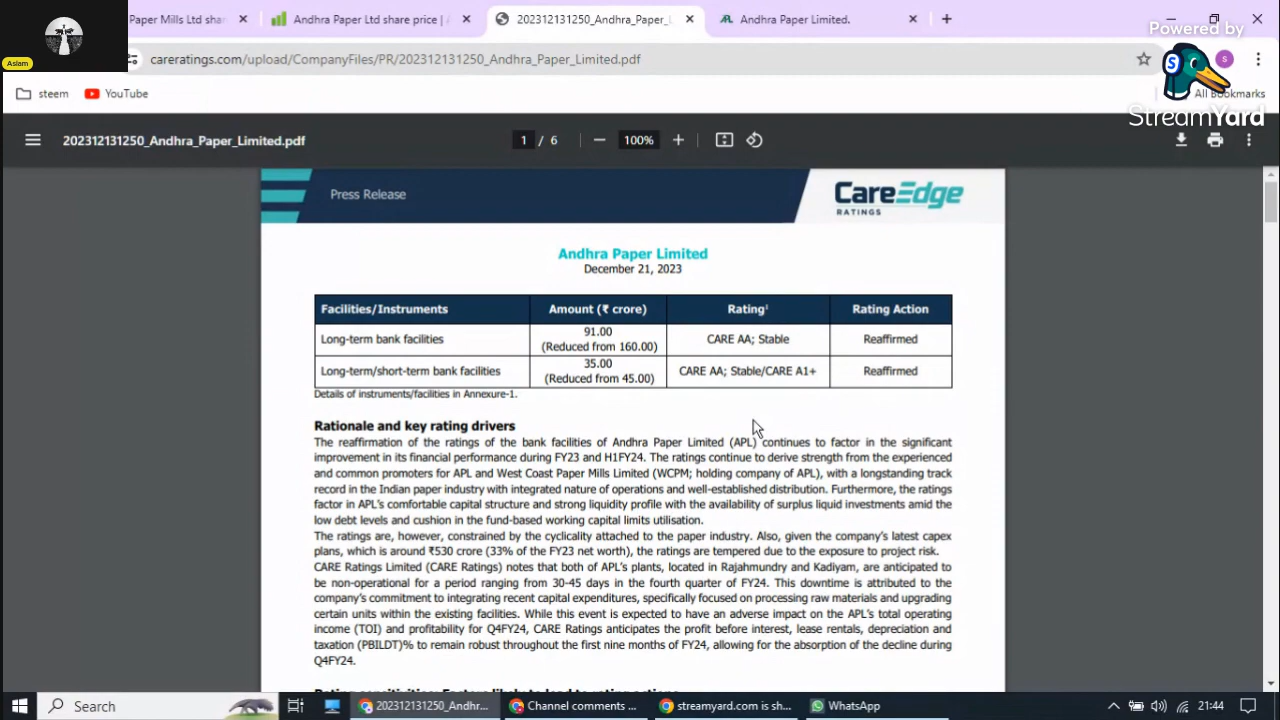 Paper Mills Ltd shar
Andhra Paper Ltd share price |
202312131250_Andhra_Paper_L
Andhra Paper Limited.
Powered by
StreamYard
Aslam
careratings.com/upload/CompanyFiles/PR/202312131250_Andhra_Paper_Limited.pdf
S
S
steem
YouTube
All Bookmarks
202312131250_Andhra_Paper_Limited.pdf
1 / 6
100%
Press Release
CareEdge
RATINGS
Andhra Paper Limited
December 21, 2023
Facilities/Instruments Amount (₹ crore) Rating¹ Rating Action
Long-term bank facilities 91.00 (Reduced from 160.00) CARE AA; Stable Reaffirmed
Long-term/short-term bank facilities 35.00 (Reduced from 45.00) CARE AA; Stable/CARE A1+ Reaffirmed
Details of instruments/facilities in Annexure-1.
Rationale and key rating drivers
The reaffirmation of the ratings of the bank facilities of Andhra Paper Limited (APL) continues to factor in the significant
improvement in its financial performance during FY23 and H1FY24. The ratings continue to derive strength from the experienced
and common promoters for APL and West Coast Paper Mills Limited (WCPM; holding company of APL), with a longstanding track
record in the Indian paper industry with integrated nature of operations and well-established distribution. Furthermore, the ratings
factor in APL's comfortable capital structure and strong liquidity profile with the availability of surplus liquid investments amid the
low debt levels and cushion in the fund-based working capital limits utilisation.
The ratings are, however, constrained by the cyclicality attached to the paper industry. Also, given the company's latest capex
plans, which is around ₹530 crore (33% of the FY23 net worth), the ratings are tempered due to the exposure to project risk.
CARE Ratings Limited (CARE Ratings) notes that both of APL's plants, located in Rajahmundry and Kadiyam, are anticipated to
be non-operational for a period ranging from 30-45 days in the fourth quarter of FY24. This downtime is attributed to the
company's commitment to integrating recent capital expenditures, specifically focused on processing raw materials and upgrading
certain units within the existing facilities. While this event is expected to have an adverse impact on the APL's total operating
income (TOI) and profitability for Q4FY24, CARE Ratings anticipates the profit before interest, lease rentals, depreciation and
taxation (PBILDT)% to remain robust throughout the first nine months of FY24, allowing for the absorption of the decline during
Q4FY24.
Rating sensitivities: Factors likely to lead to rating actions
Search
202312131250_Andhr...
Channel comments ...
streamyard.com is sh...
WhatsApp
21:44